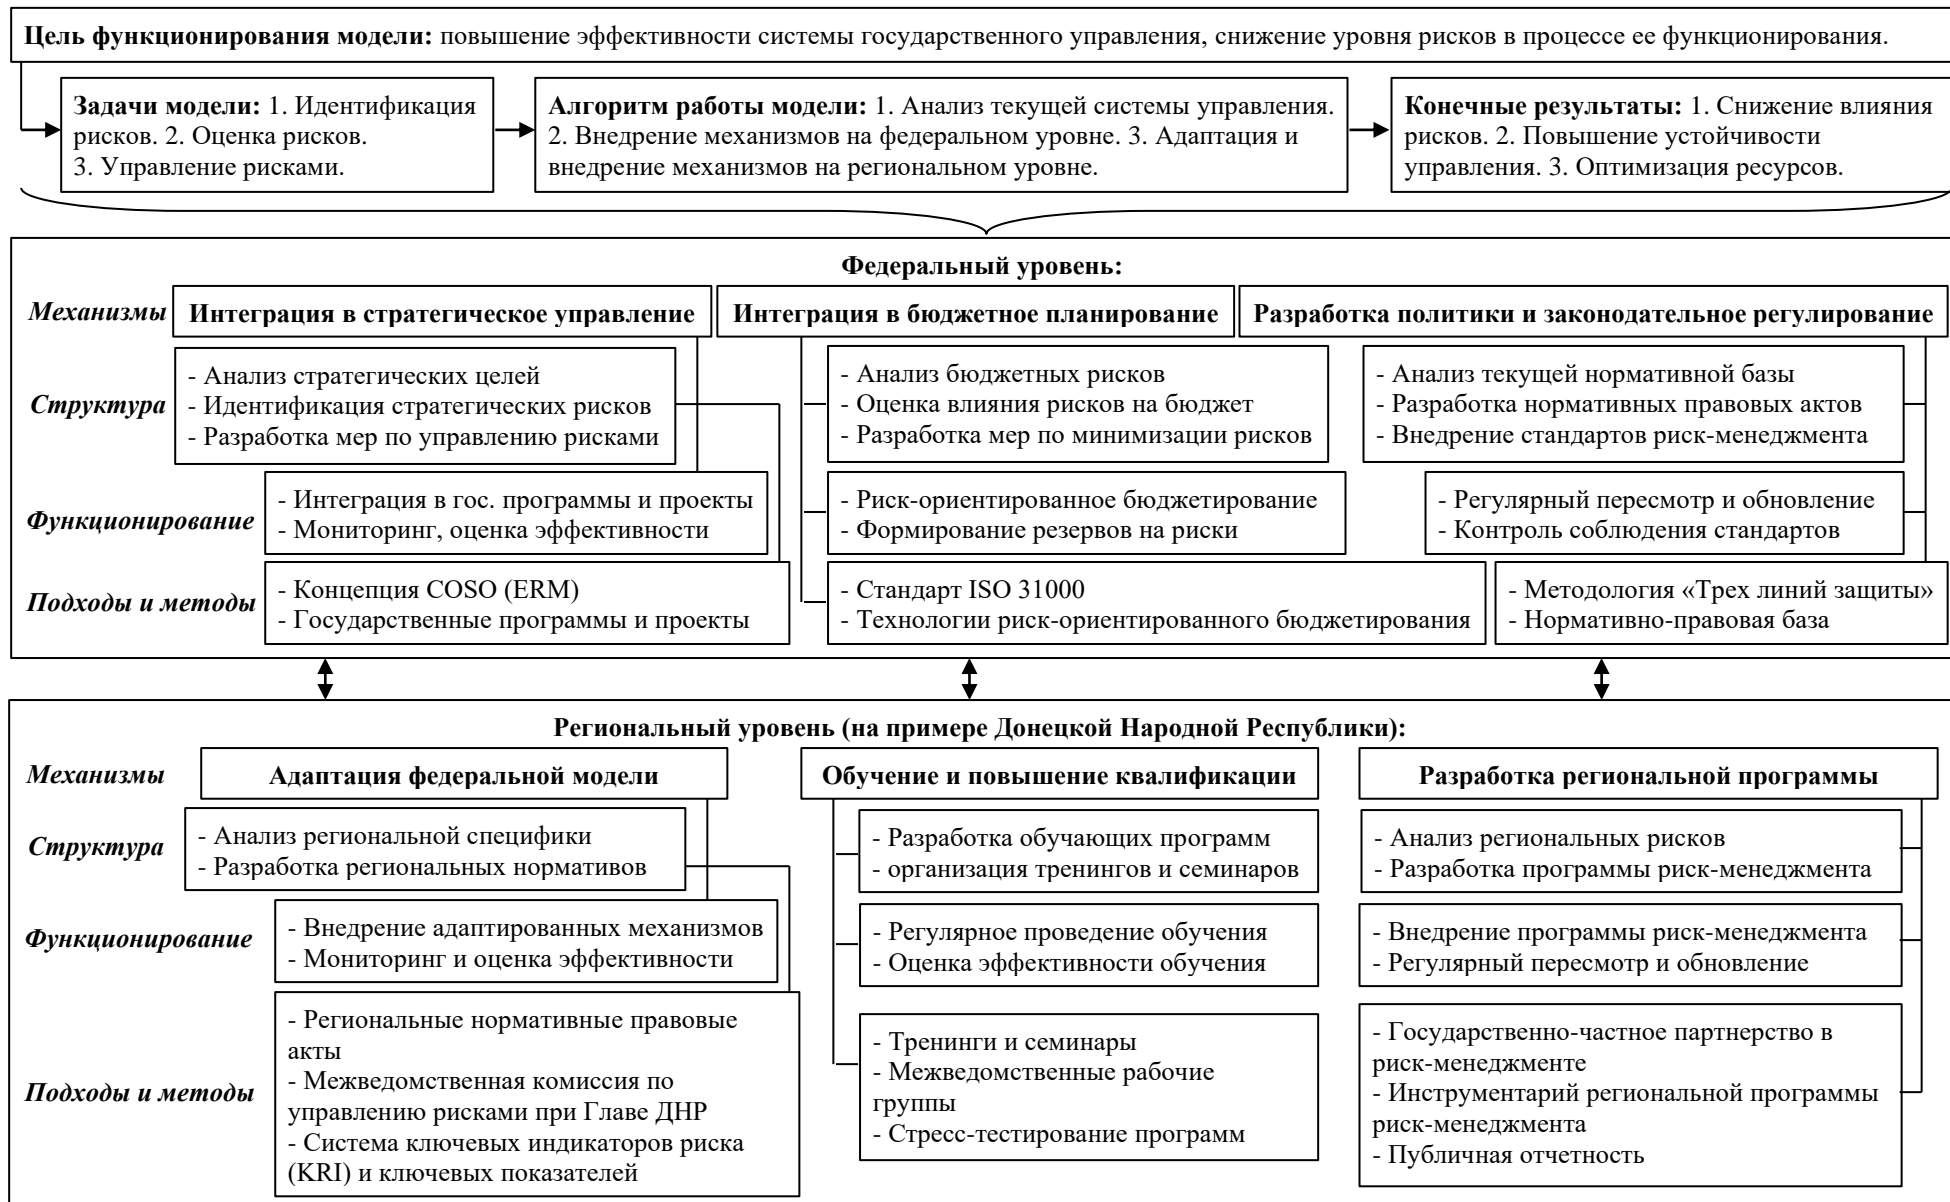 Цель функционирования модели: повышение эффективности системы государственного управления, снижение уровня рисков в процессе ее функционирования.
Задачи модели: 1. Идентификация
рисков. 2. Оценка рисков.
3. Управление рисками.
Алгоритм работы модели: 1. Анализ текущей системы управления.
2. Внедрение механизмов на федеральном уровне. 3. Адаптация и
внедрение механизмов на региональном уровне.
Конечные результаты: 1. Снижение влияния
рисков. 2. Повышение устойчивости
управления. 3. Оптимизация ресурсов.
Федеральный уровень:
Механизмы
Интеграция в стратегическое управление
Интеграция в бюджетное планирование
Разработка политики и законодательное регулирование
Структура
- Анализ стратегических целей
- Идентификация стратегических рисков
- Разработка мер по управлению рисками
- Анализ бюджетных рисков
- Оценка влияния рисков на бюджет
- Разработка мер по минимизации рисков
- Анализ текущей нормативной базы
- Разработка нормативных правовых актов
- Внедрение стандартов риск-менеджмента
Функционирование
- Интеграция в гос. программы и проекты
- Мониторинг, оценка эффективности
- Риск-ориентированное бюджетирование
- Формирование резервов на риски
- Регулярный пересмотр и обновление
- Контроль соблюдения стандартов
Подходы и методы
- Концепция COSO (ERM)
- Государственные программы и проекты
- Стандарт ISO 31000
- Технологии риск-ориентированного бюджетирования
- Методология «Трех линий защиты»
- Нормативно-правовая база
Региональный уровень (на примере Донецкой Народной Республики):
Механизмы
Адаптация федеральной модели
Обучение и повышение квалификации
Разработка региональной программы
Структура
- Анализ региональной специфики
- Разработка региональных нормативов
- Разработка обучающих программ
- организация тренингов и семинаров
- Анализ региональных рисков
- Разработка программы риск-менеджмента
Функционирование
- Внедрение адаптированных механизмов
- Мониторинг и оценка эффективности
- Регулярное проведение обучения
- Оценка эффективности обучения
- Внедрение программы риск-менеджмента
- Регулярный пересмотр и обновление
Подходы и методы
- Региональные нормативные правовые
акты
- Межведомственная комиссия по
управлению рисками при Главе ДНР
- Система ключевых индикаторов риска
(KRI) и ключевых показателей
- Тренинги и семинары
- Межведомственные рабочие
группы
- Стресс-тестирование программ
- Государственно-частное партнерство в
риск-менеджменте
- Инструментарий региональной программы
риск-менеджмента
- Публичная отчетность